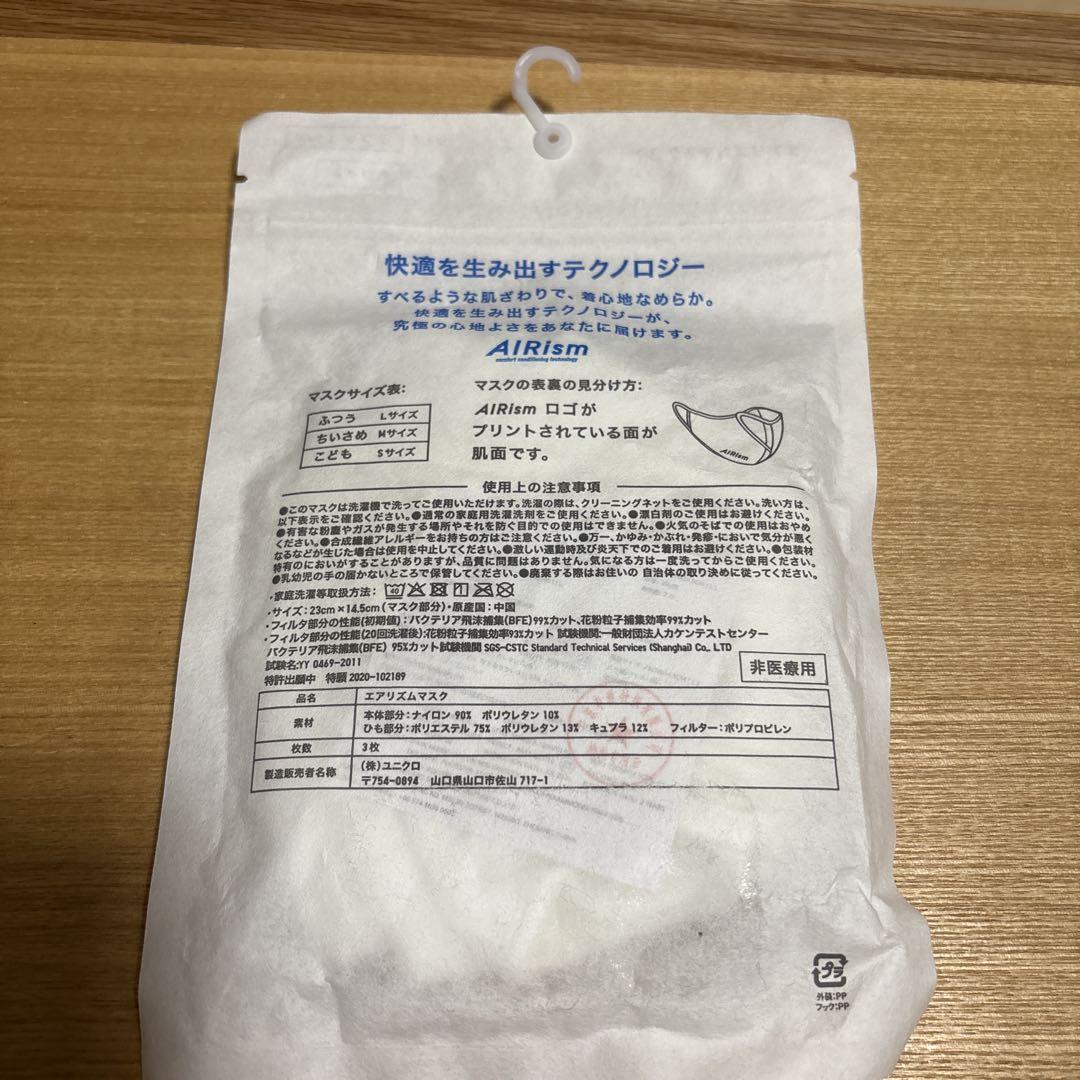 快適を生み出すテクノロジー
すべるような肌ざわりで、着心地なめらか。
快適を生み出すテクノロジーが、
究極の心地よさをあなたに届けます。
AIRism
comfort conditioning technology
マスクサイズ表:
ふつう Lサイズ
ちいさめ Mサイズ
こども Sサイズ
マスクの表裏の見分け方:
AIRism ロゴが
プリントされている面が
肌面です。
AIRism
使用上の注意事項
●このマスクは洗濯機で洗ってご使用いただけます。洗濯の際は、クリーニングネットをご使用ください。洗い方は、
以下表示をご確認ください。●通常の家庭用洗濯洗剤をご使用ください。●漂白剤のご使用はお避けください。
●有害な粉塵やガスが発生する場所やそれを防ぐ目的での使用はできません。●火気のそばでの使用はおやめ
ください。●合成繊維アレルギーをお持ちの方はご注意ください。●万一、かゆみ・かぶれ・発疹・においで気分が悪く
なるなどが生じた場合は使用を中止してください。●激しい運動時及び炎天下でのご着用はお避けください。●包装材
特有のにおいがすることがありますが、品質に問題はありません。気になる方は一度洗ってからご使用ください。
●乳幼児の手の届かないところで保管してください。●廃棄する際はお住いの 自治体の取り決めに従ってください。
・家庭洗濯等取扱方法: 40
・サイズ:23cm×14.5cm(マスク部分)・原産国:中国
・フィルタ部分の性能(初期値):バクテリア飛沫捕集(BFE)99%カット、花粉粒子捕集効率99%カット
・フィルタ部分の性能(20回洗濯後):花粉粒子捕集効率93%カット 試験機関:一般財団法人カケンテストセンター
バクテリア飛沫捕集(BFE) 95%カット試験機関 SGS-CSTC Standard Technical Services (Shanghai) Co., LTD
試験名:YY 0469-2011
特許出願中 特願 2020-102189
非医療用
品名 エアリズムマスク
素材 本体部分:ナイロン 90% ポリウレタン 10%
ひも部分:ポリエステル 75% ポリウレタン 13% キュプラ 12% フィルター:ポリプロピレン
枚数 3枚
製造販売者名称 (株)ユニクロ
〒754-0894 山口県山口市佐山 717-1
プラ
外装:PP
フック:PP